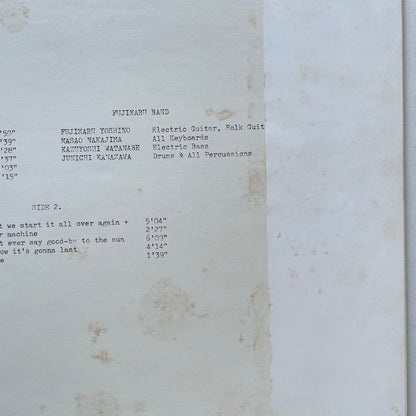 FUJIMARU BAND
'50" FUJIMARU YOSHINO Electric Guitar, Folk Guit
'39" MASAO NAKAJIMA All Keyboards
'28" KAZUYOSHI WATANABE Electric Bass
'37" JUNICHI KANAZAWA Drums & All Percussions
'03"
'15"
SIDE 2.
t we start it all over again + 5'04"
r machine 2'27"
t ever say good-by to the sun 6'09"
ow it's gonna last 4'14"
e 1'39"